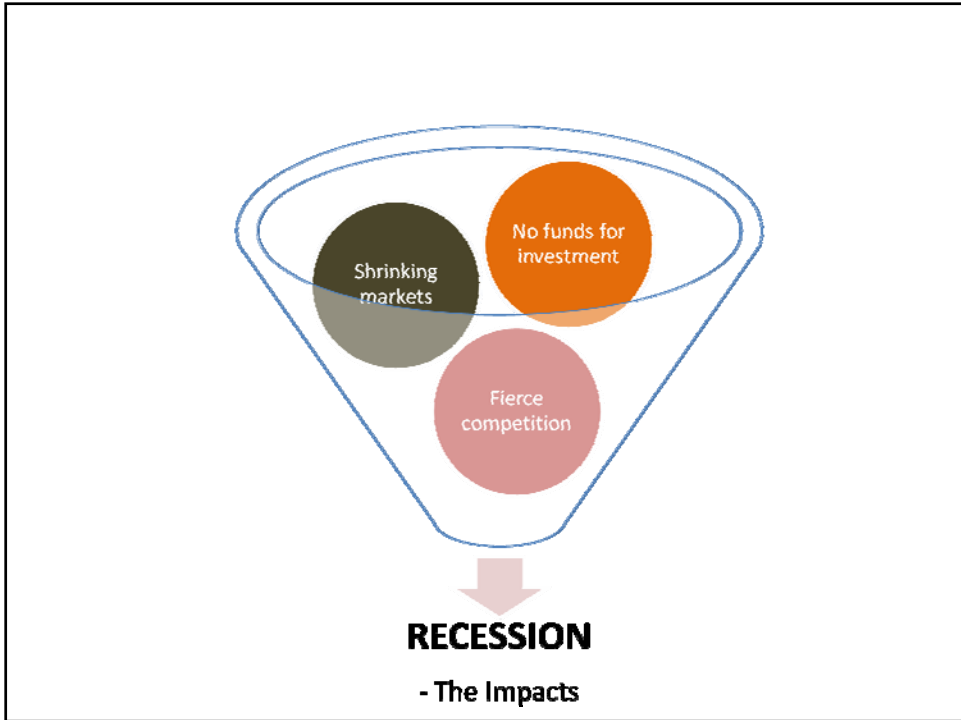 No funds for
investment
Shrinking
markets
Fierce
competition
RECESSION
- The Impacts